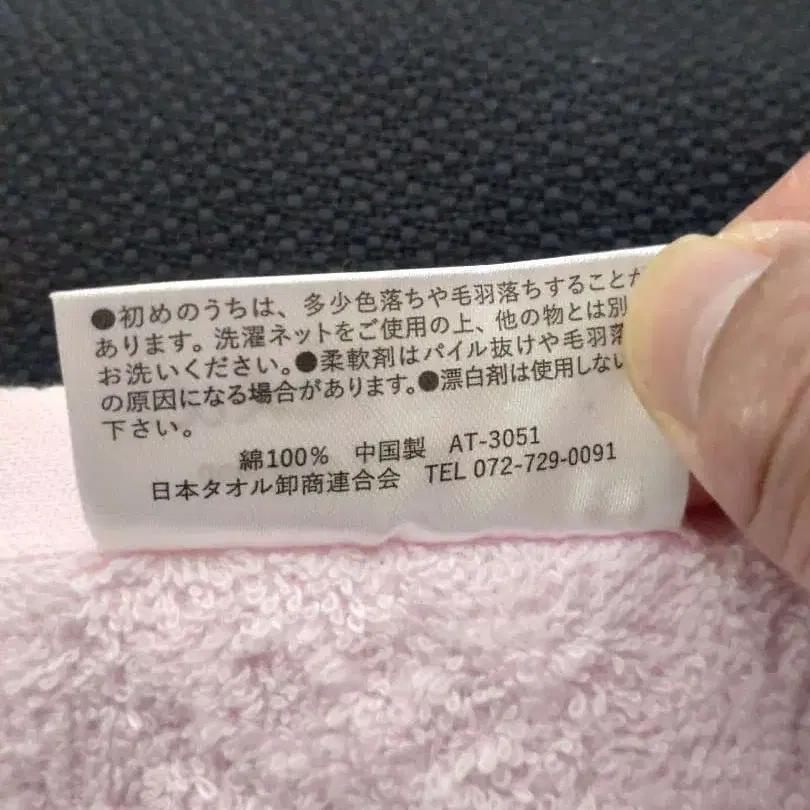 ●初めのうちは、多少色落ちや毛羽落ちすることが
あります。洗濯ネットをご使用の上、他の物とは別
お洗いください。●柔軟剤はパイル抜けや毛羽落
の原因になる場合があります。●漂白剤は使用しない
下さい。
綿100% 中国製 AT-3051
日本タオル卸商連合会 TEL 072-729-0091